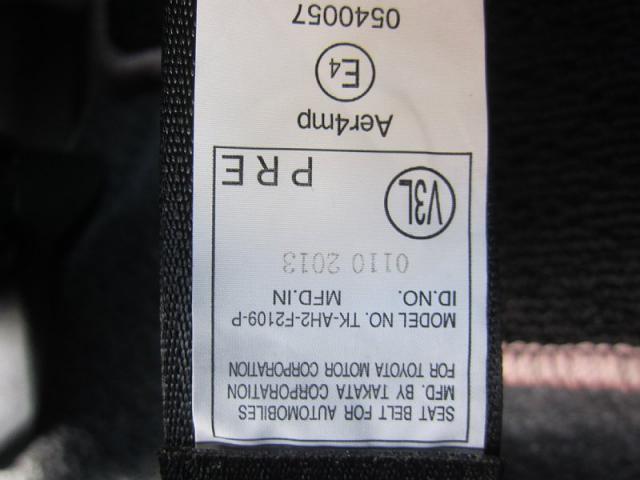 SEAT BELT FOR AUTOMOBILES
MFD. BY TAKATA CORPORATION
FOR TOYOTA MOTOR CORPORATION
MODEL NO. TK-AH2-F2109-P
ID.NO. MFD.IN
0110 2013
V3L
PRE
Aer4mp
E4
0540057